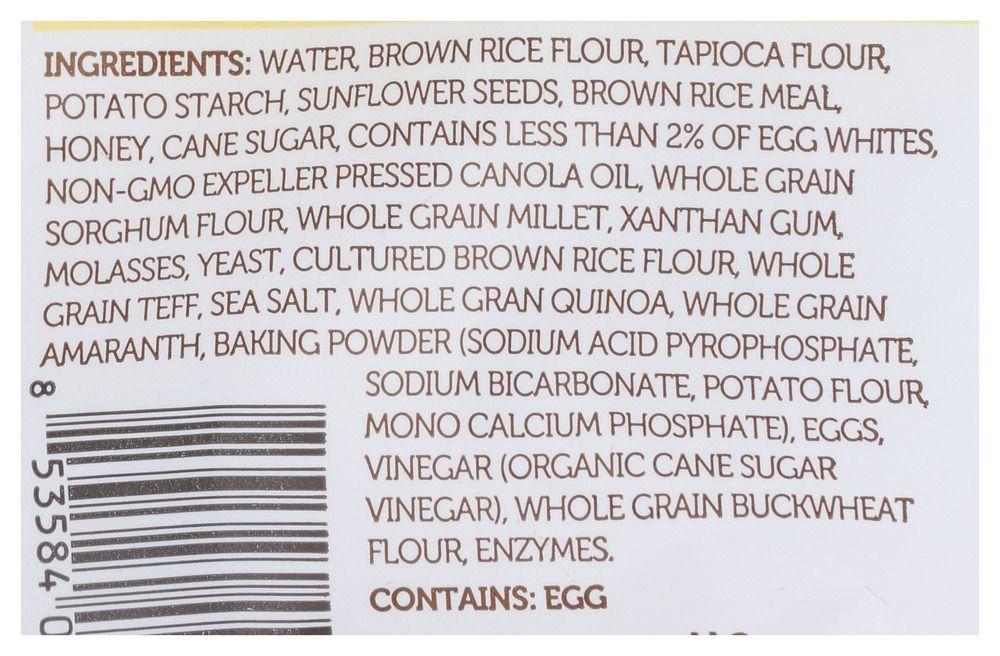 INGREDIENTS: WATER, BROWN RICE FLOUR, TAPIOCA FLOUR,
POTATO STARCH, SUNFLOWER SEEDS, BROWN RICE MEAL,
HONEY, CANE SUGAR, CONTAINS LESS THAN 2% OF EGG WHITES,
NON-GMO EXPELLER PRESSED CANOLA OIL, WHOLE GRAIN
SORGHUM FLOUR, WHOLE GRAIN MILLET, XANTHAN GUM,
MOLASSES, YEAST, CULTURED BROWN RICE FLOUR, WHOLE
GRAIN TEFF, SEA SALT, WHOLE GRAN QUINOA, WHOLE GRAIN
AMARANTH, BAKING POWDER (SODIUM ACID PYROPHOSPHATE,
SODIUM BICARBONATE, POTATO FLOUR,
MONO CALCIUM PHOSPHATE), EGGS,
VINEGAR (ORGANIC CANE SUGAR
VINEGAR), WHOLE GRAIN BUCKWHEAT
FLOUR, ENZYMES.
CONTAINS: EGG
8 53584 0